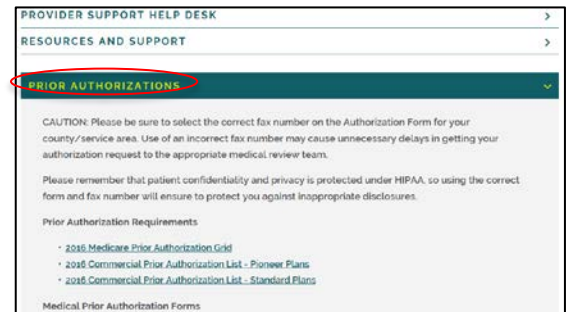 PROVIDER SUPPORT HELP DESK
RESOURCES AND SUPPORT
PRIOR AUTHORIZATIONS
CAUTION: Please be sure to select the correct fax number on the Authorization Form for your
county/service area. Use of an incorrect fax number may cause unnecessary delays in getting your
authorization request to the appropriate medical review team.
Please remember that patient confidentiality and privacy is protected under HIPAA, so using the correct
form and fax number will ensure to protect you against inappropriate disclosures.
Prior Authorization Requirements
• 2016 Medicare Prior Authorization Grid
• 2016 Commercial Prior Authorization List - Pioneer Plans
• 2016 Commercial Prior Authorization List - Standard Plans
Medical Prior Authorization Forms